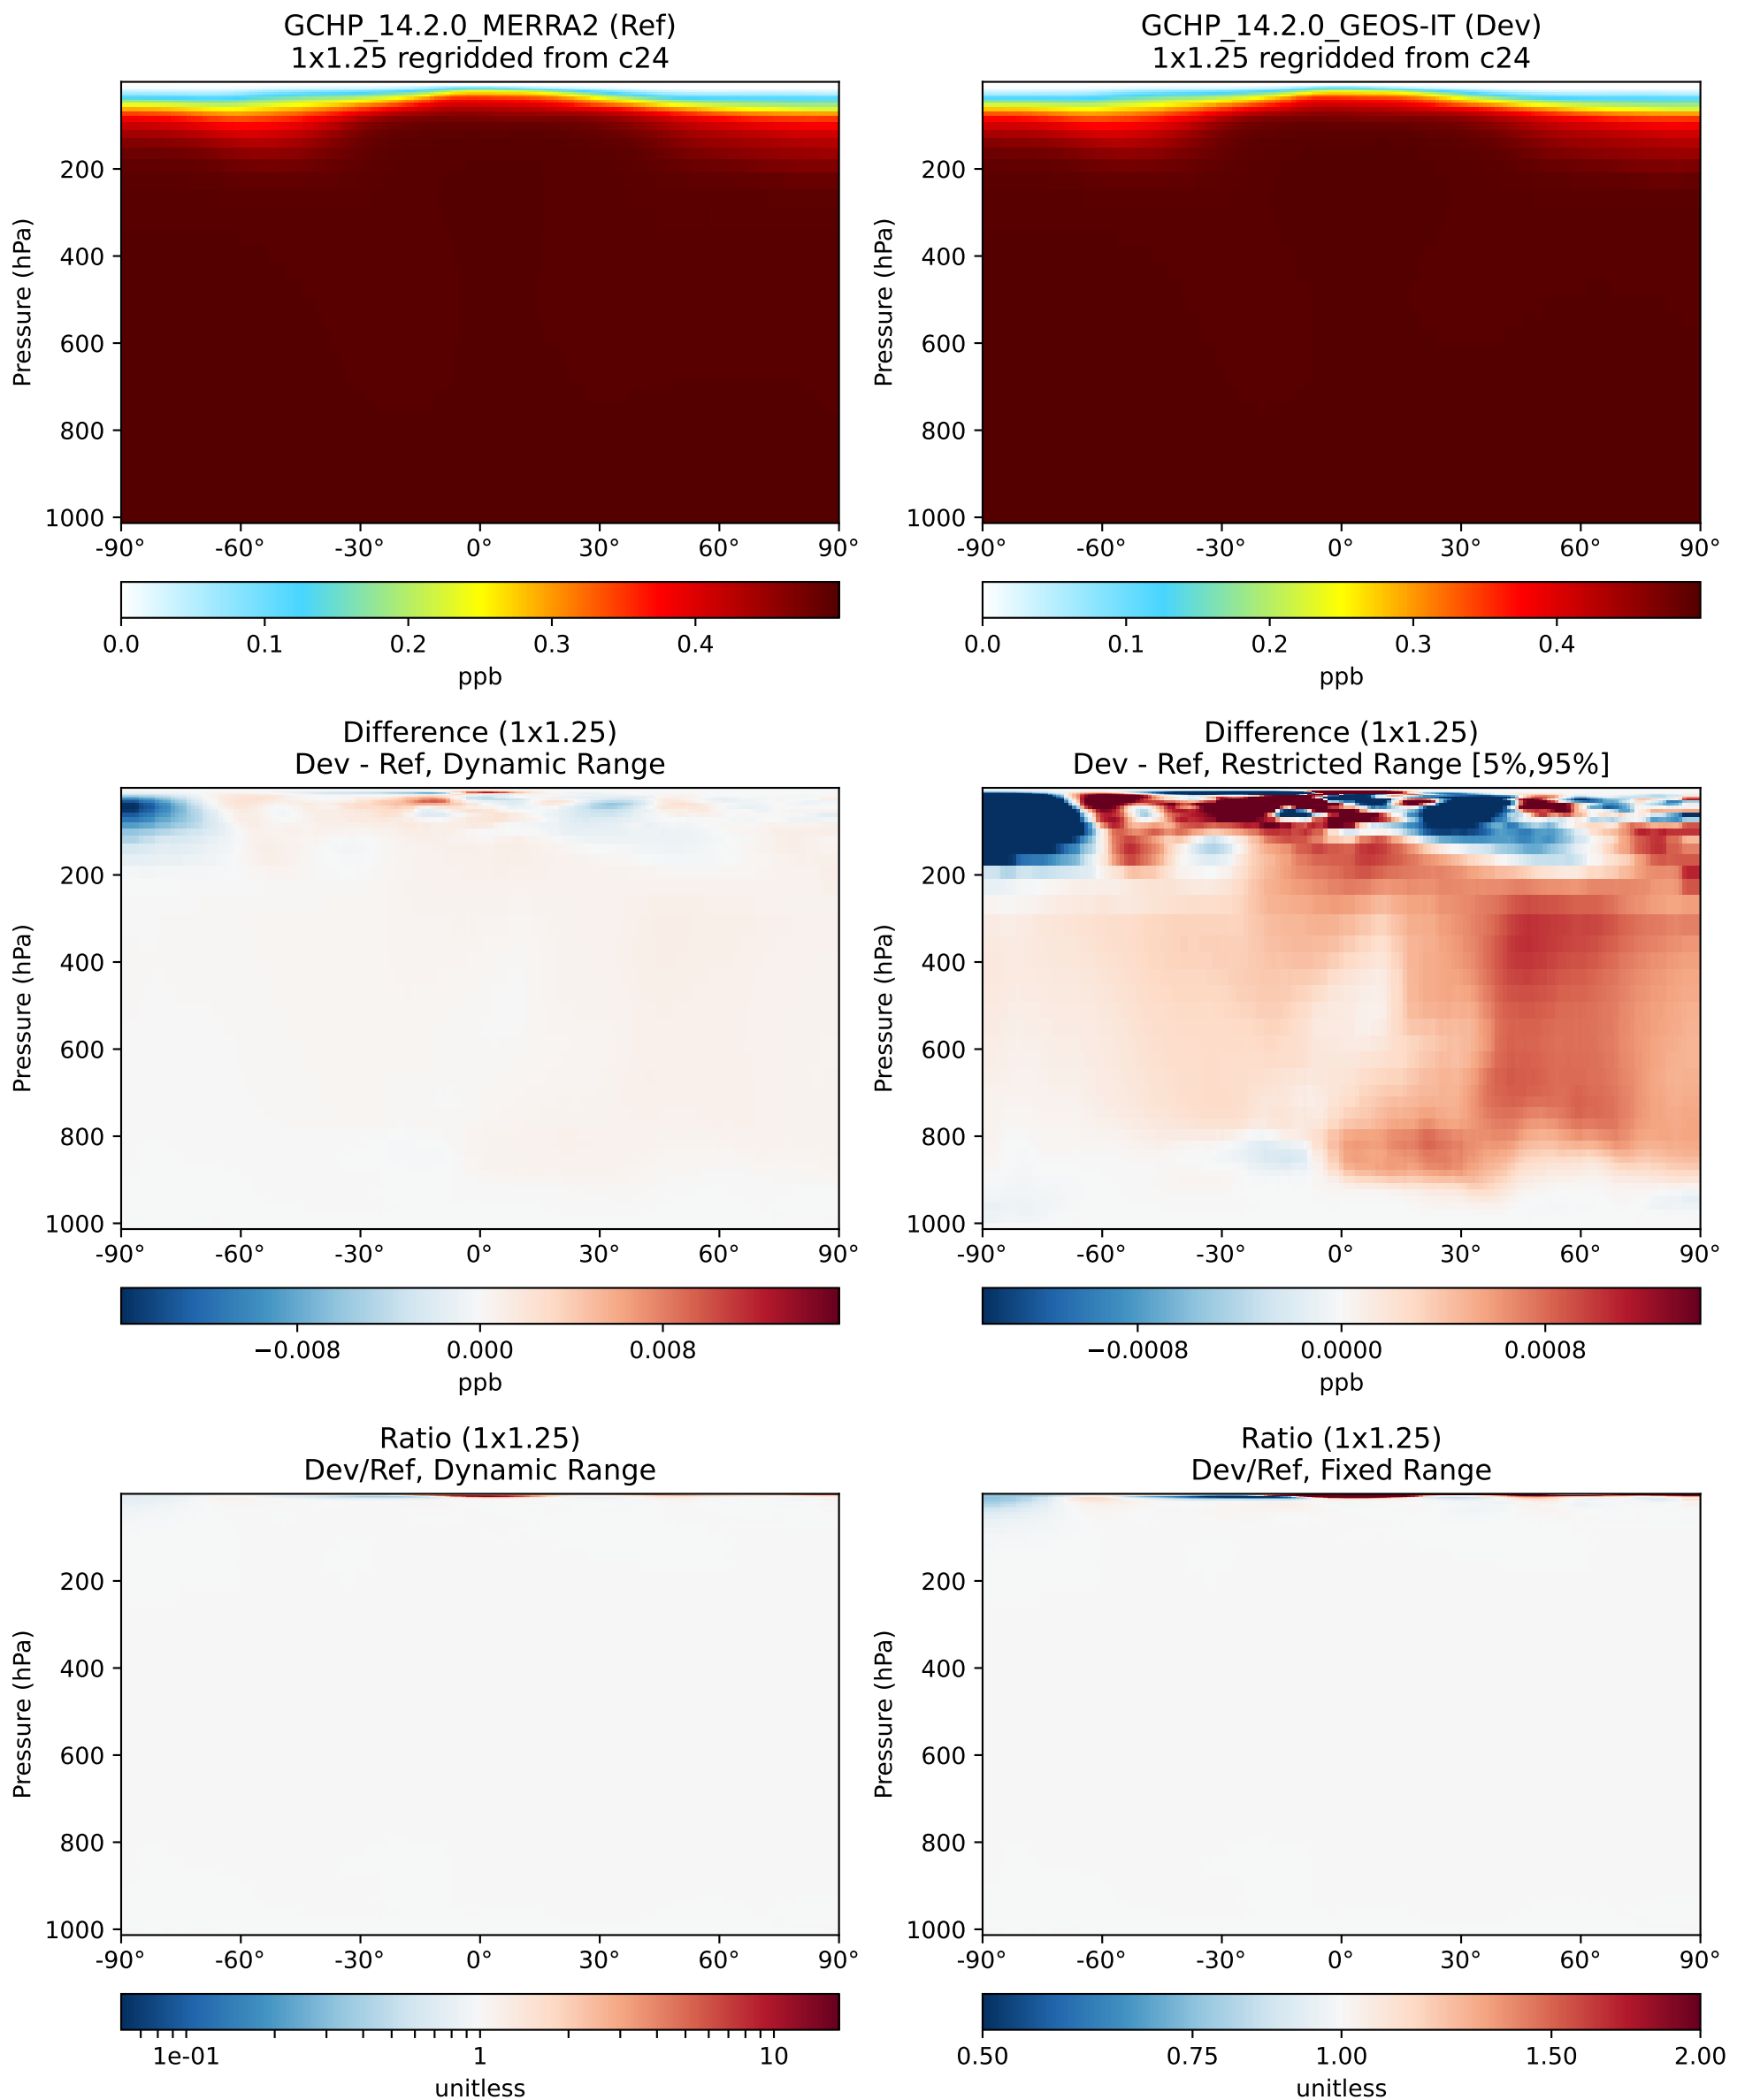 GCHP_14.2.0_MERRA2 (Ref)
1x1.25 regridded from c24
Pressure (hPa)
200
400
600
800
1000
-90° -60° -30° 0° 30° 60° 90°
0.0 0.1 0.2 0.3 0.4
ppb
GCHP_14.2.0_GEOS-IT (Dev)
1x1.25 regridded from c24
Pressure (hPa)
200
400
600
800
1000
-90° -60° -30° 0° 30° 60° 90°
0.0 0.1 0.2 0.3 0.4
ppb
Difference (1x1.25)
Dev - Ref, Dynamic Range
Pressure (hPa)
200
400
600
800
1000
-90° -60° -30° 0° 30° 60° 90°
−0.008 0.000 0.008
ppb
Difference (1x1.25)
Dev - Ref, Restricted Range [5%,95%]
Pressure (hPa)
200
400
600
800
1000
-90° -60° -30° 0° 30° 60° 90°
−0.0008 0.0000 0.0008
ppb
Ratio (1x1.25)
Dev/Ref, Dynamic Range
Pressure (hPa)
200
400
600
800
1000
-90° -60° -30° 0° 30° 60° 90°
1e-01 1 10
unitless
Ratio (1x1.25)
Dev/Ref, Fixed Range
Pressure (hPa)
200
400
600
800
1000
-90° -60° -30° 0° 30° 60° 90°
0.50 0.75 1.00 1.50 2.00
unitless